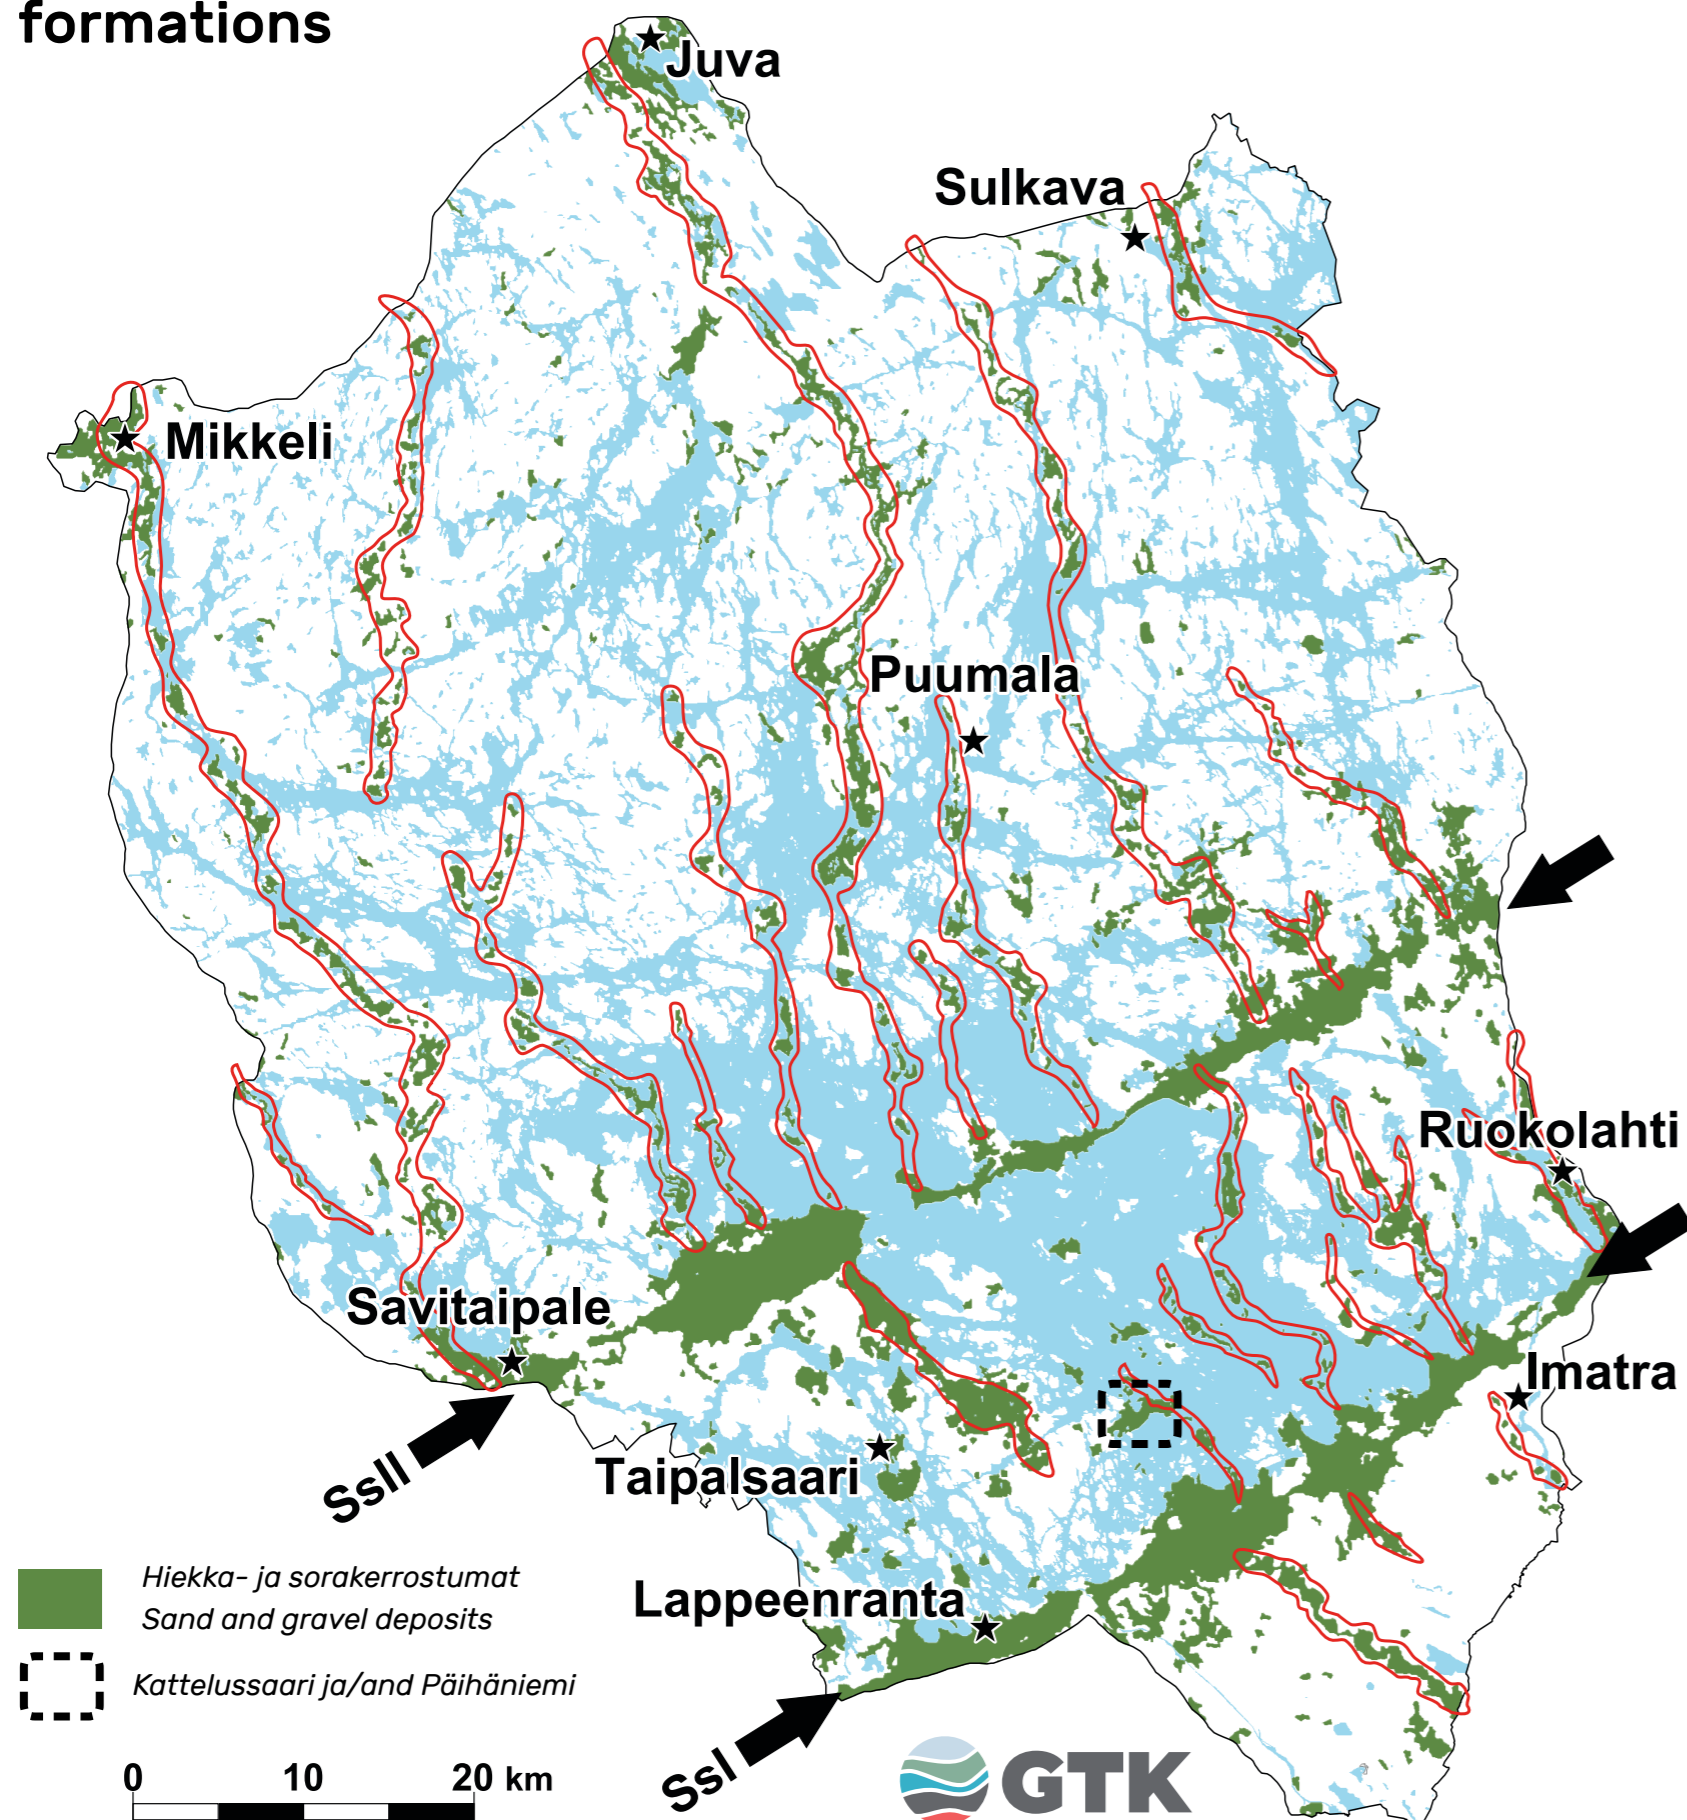 formations
Juva
Sulkava
Mikkeli
Puumala
Ruokolahti
Savitaipale
Imatra
SsII
Taipalsaari
Hiekka- ja sorakerrostumat
Sand and gravel deposits
Lappeenranta
Kattelussaari ja/and Päihäniemi
SsI
0 10 20 km
GTK